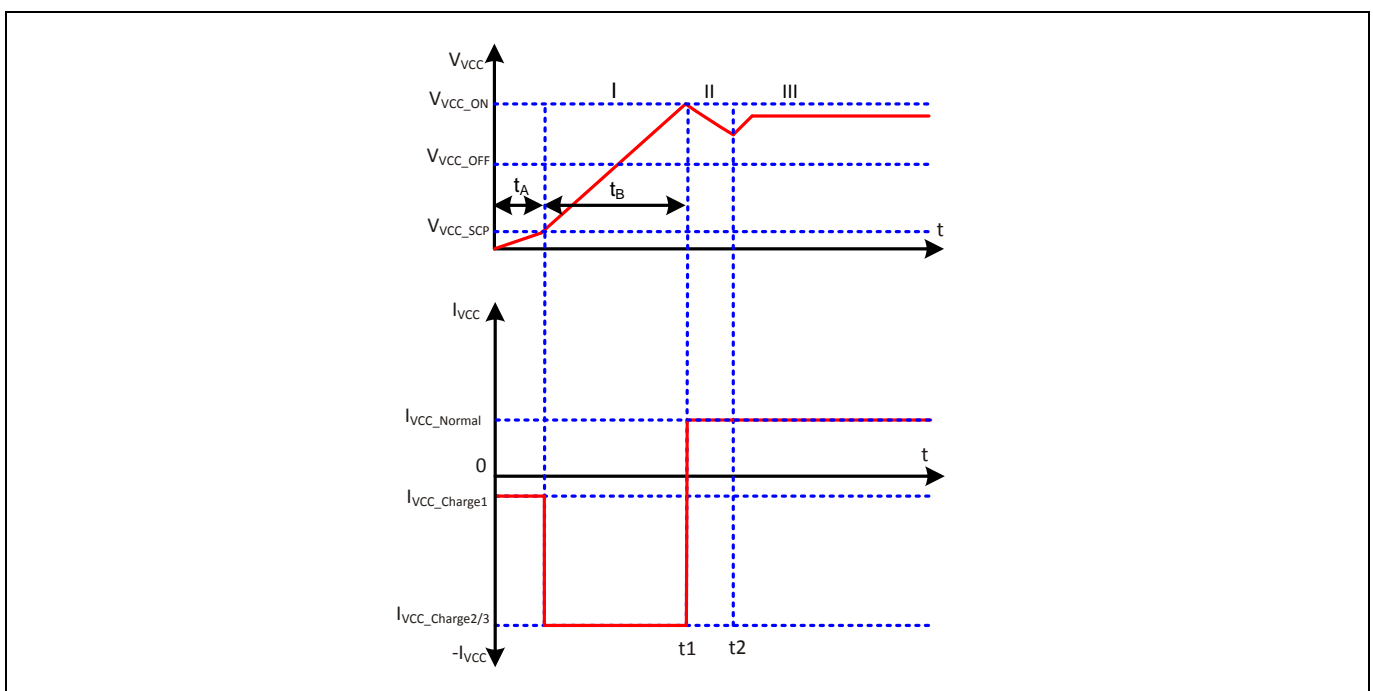 V_VCC
V_VCC_ON
I
II
III
V_VCC_OFF
t_A
t_B
V_VCC_SCP
t
I_VCC
I_VCC_Normal
t
0
I_VCC_Charge1
I_VCC_Charge2/3
t1
t2
-I_VCC